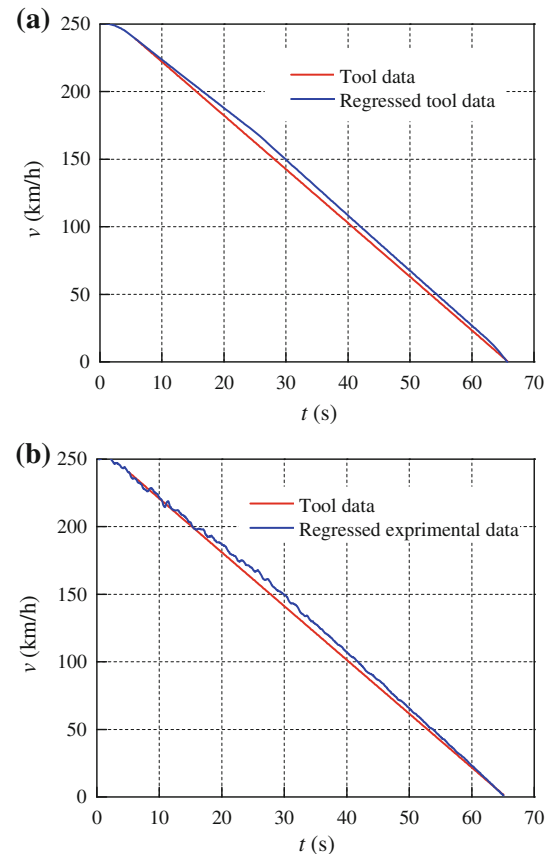 (a)
250
200
150
100
50
0
v (km/h)
Tool data
Regressed tool data
0 10 20 30 40 50 60 70
t (s)
(b)
250
200
150
100
50
0
v (km/h)
Tool data
Regressed exprimental data
0 10 20 30 40 50 60 70
t (s)